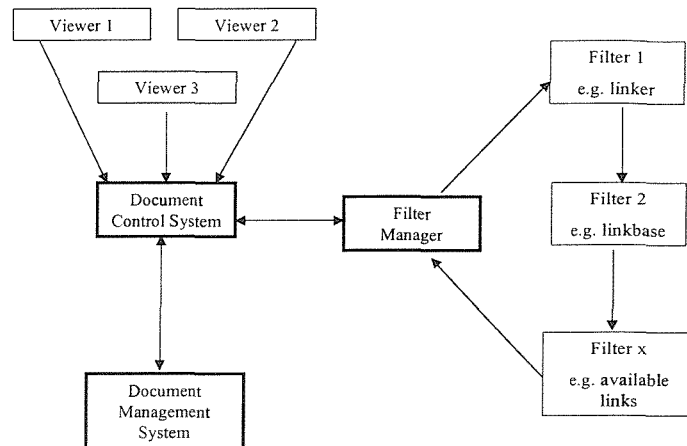 Viewer 1
Viewer 2
Viewer 3
Document
Control System
Filter
Manager
Document
Management
System
Filter 1
e.g. linker
Filter 2
e.g. linkbase
Filter x
e.g. available
links